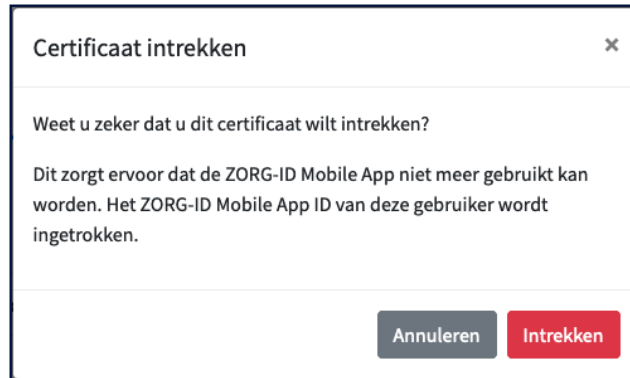 Certificaat intrekken ×
Weet u zeker dat u dit certificaat wilt intrekken?
Dit zorgt ervoor dat de ZORG-ID Mobile App niet meer gebruikt kan
worden. Het ZORG-ID Mobile App ID van deze gebruiker wordt
ingetrokken.
Annuleren Intrekken